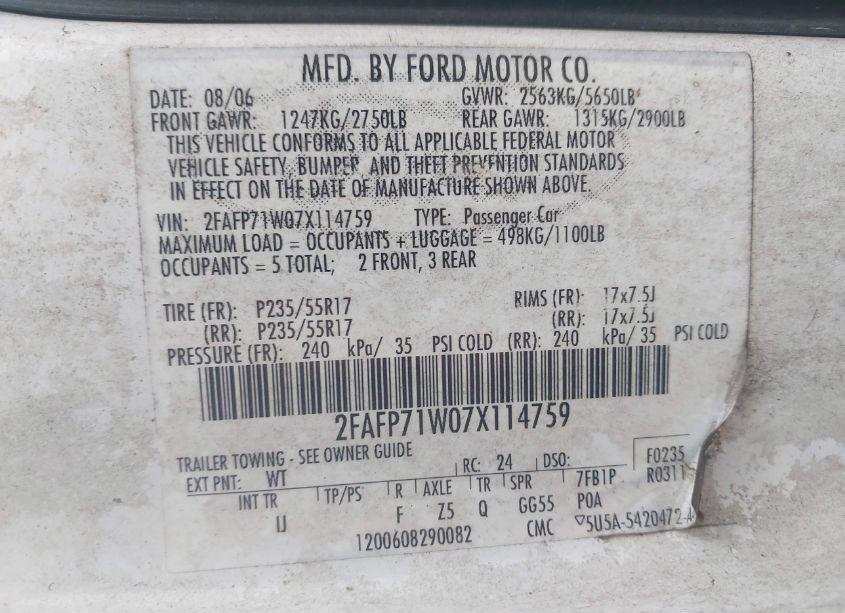 MFD. BY FORD MOTOR CO.
DATE: 08/06 GVWR: 2563KG/5650LB
FRONT GAWR: 1247KG/2750LB REAR GAWR: 1315KG/2900LB
THIS VEHICLE CONFORMS TO ALL APPLICABLE FEDERAL MOTOR
VEHICLE SAFETY, BUMPER, AND THEFT PREVENTION STANDARDS
IN EFFECT ON THE DATE OF MANUFACTURE SHOWN ABOVE.
VIN: 2FAFP71W07X114759 TYPE: Passenger Car
MAXIMUM LOAD = OCCUPANTS + LUGGAGE = 498KG/1100LB
OCCUPANTS = 5 TOTAL; 2 FRONT, 3 REAR
TIRE (FR): P235/55R17 RIMS (FR): 17x7.5J
(RR): P235/55R17 (RR): 17x7.5J
PRESSURE (FR): 240 kPa/ 35 PSI COLD (RR): 240 kPa/ 35 PSI COLD
2FAFP71W07X114759
TRAILER TOWING - SEE OWNER GUIDE
EXT PNT: WT RC: 24 DSO: F0235
INT TR TP/PS R AXLE TR SPR 7FB1P R0311
IJ F Z5 Q GG55 POA
1200608290082 CMC ▽5U5A-5420472-A